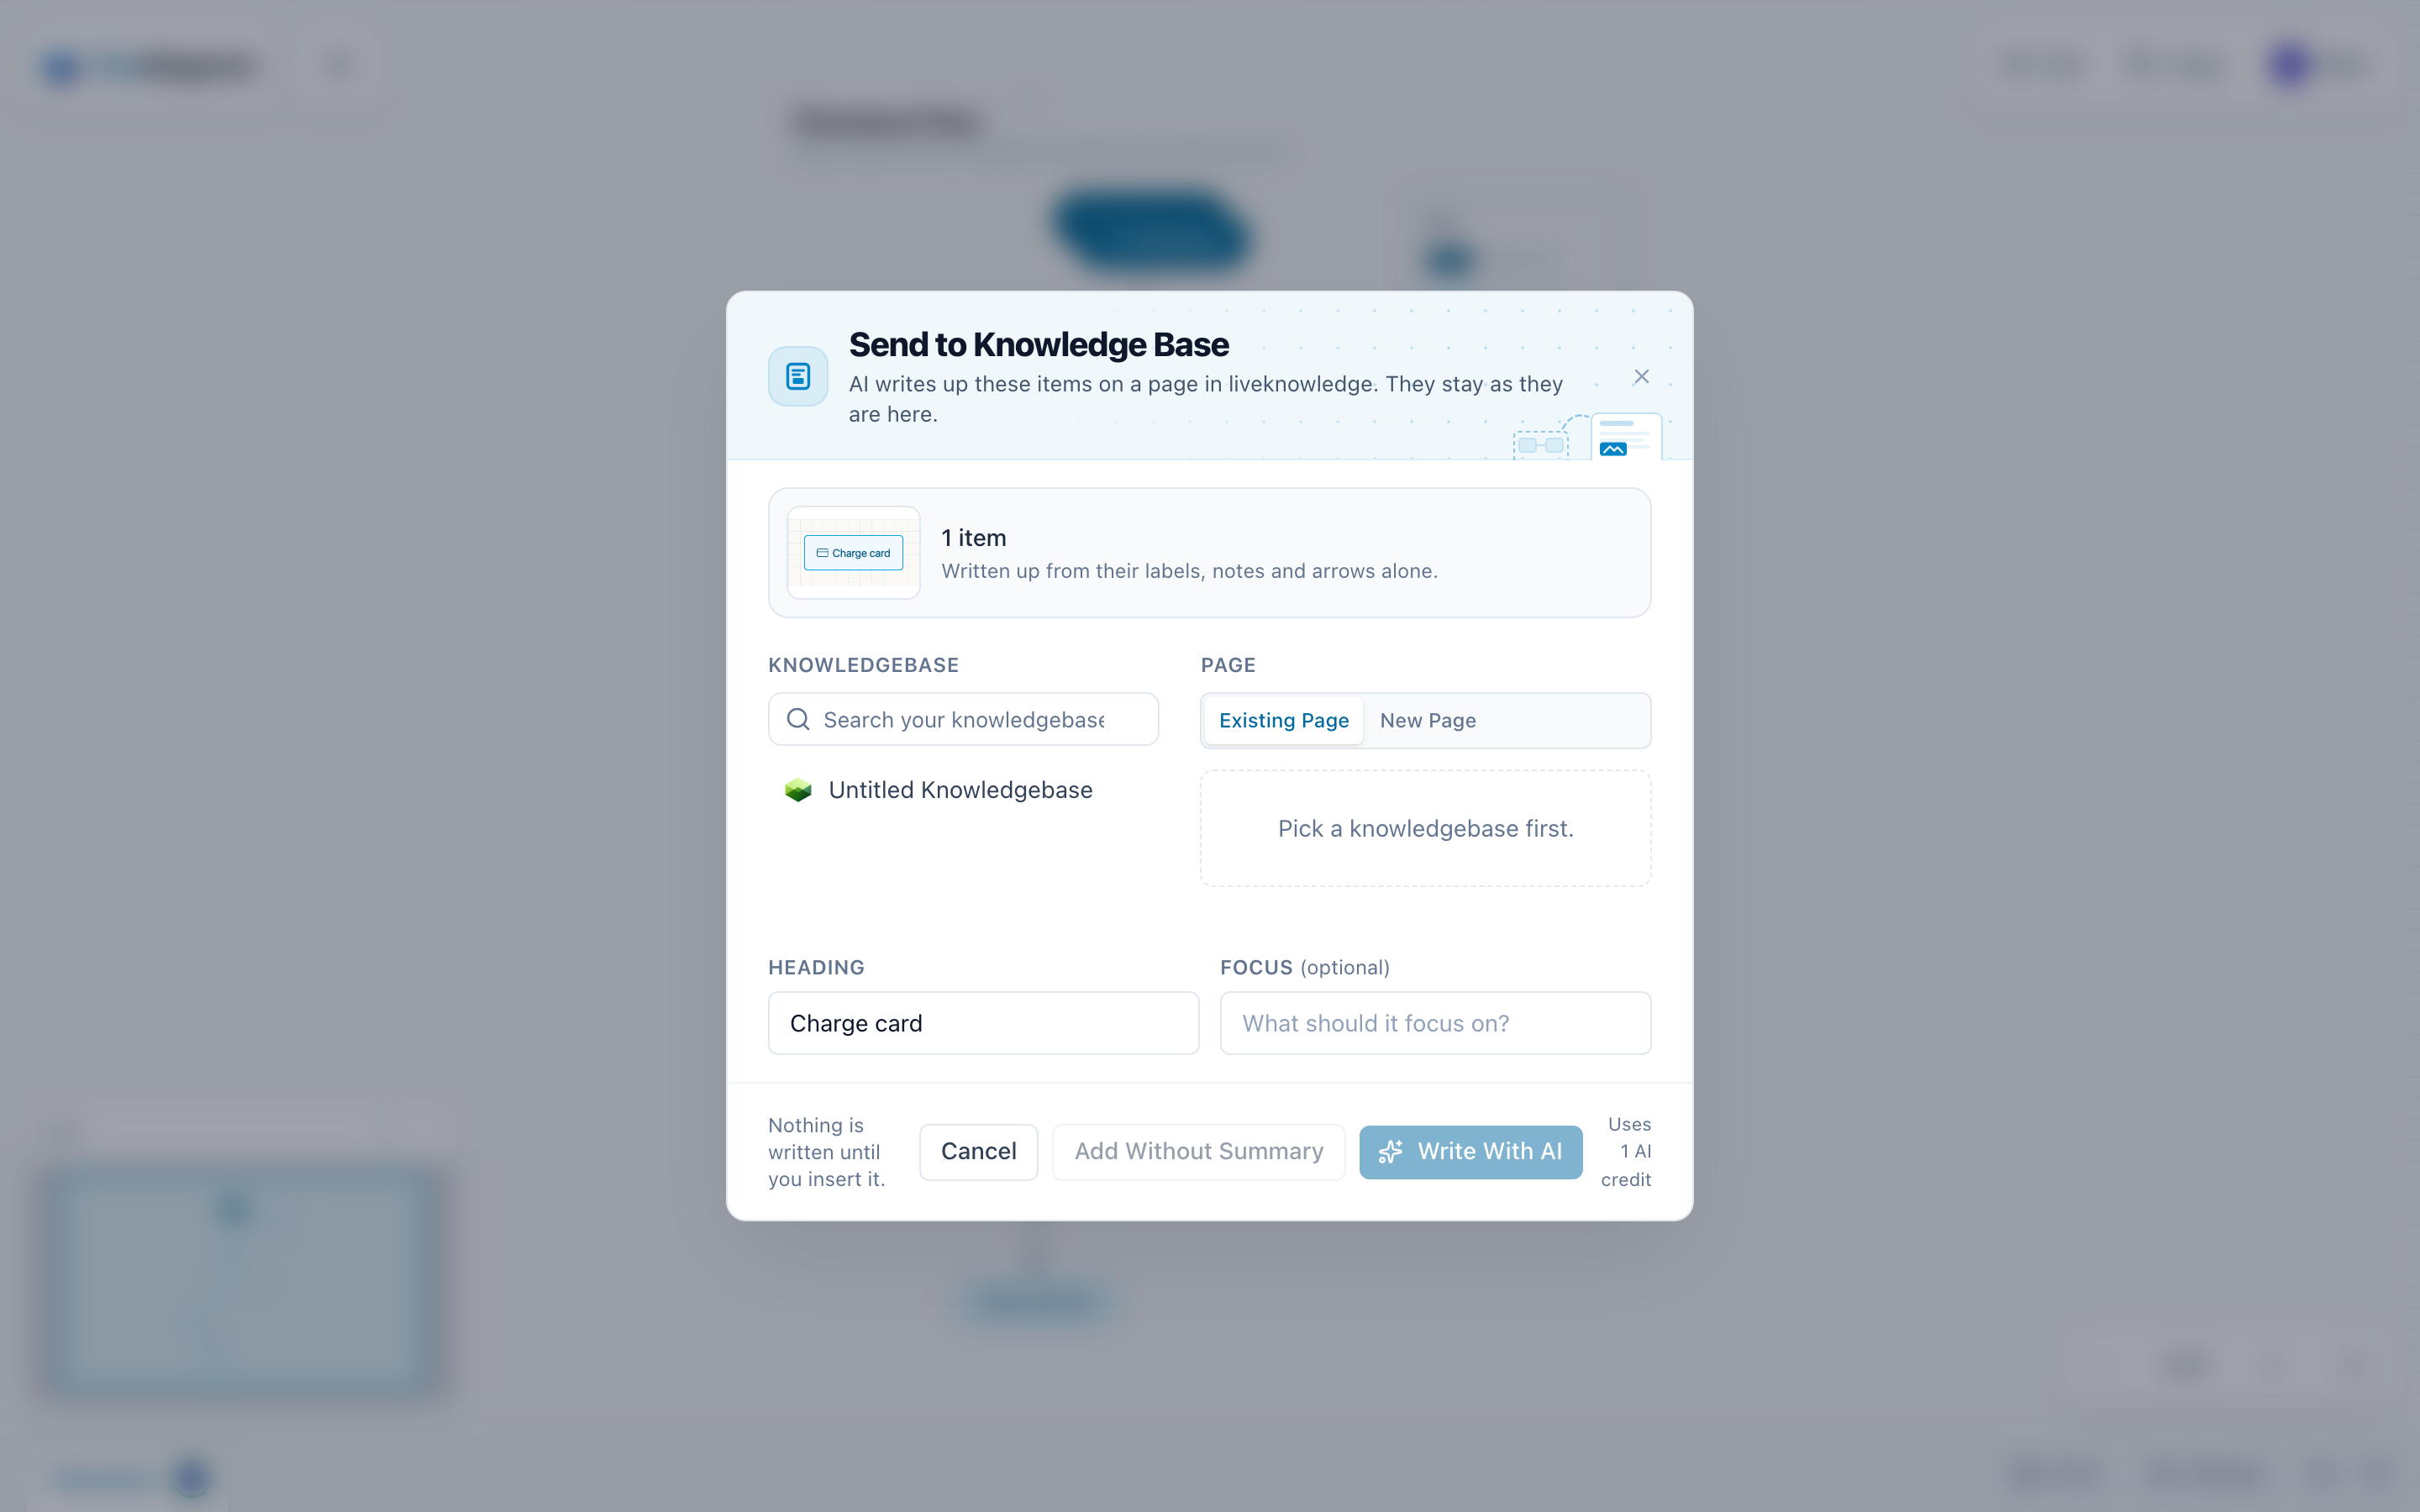 Send to Knowledge Base
AI writes up these items on a page in liveknowledge. They stay as they
are here.
Charge card
1 item
Written up from their labels, notes and arrows alone.
KNOWLEDGEBASE
Search your knowledgebase
Untitled Knowledgebase
PAGE
Existing Page
New Page
Pick a knowledgebase first.
HEADING
Charge card
FOCUS (optional)
What should it focus on?
Nothing is
written until
you insert it.
Cancel
Add Without Summary
Write With AI
Uses
1 AI
credit